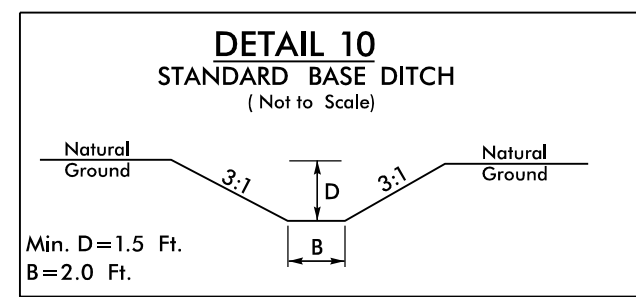 DETAIL 10
STANDARD BASE DITCH
( Not to Scale)
Natural
Ground
3:1
D
3:1
Natural
Ground
B
Min. D=1.5 Ft.
B=2.0 Ft.